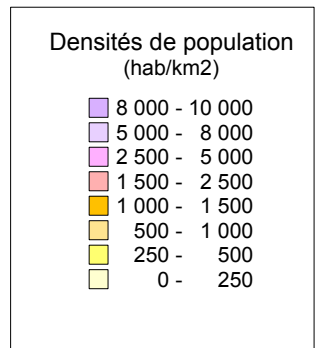 Densités de population
(hab/km2)
8 000 - 10 000
5 000 - 8 000
2 500 - 5 000
1 500 - 2 500
1 000 - 1 500
500 - 1 000
250 - 500
0 - 250